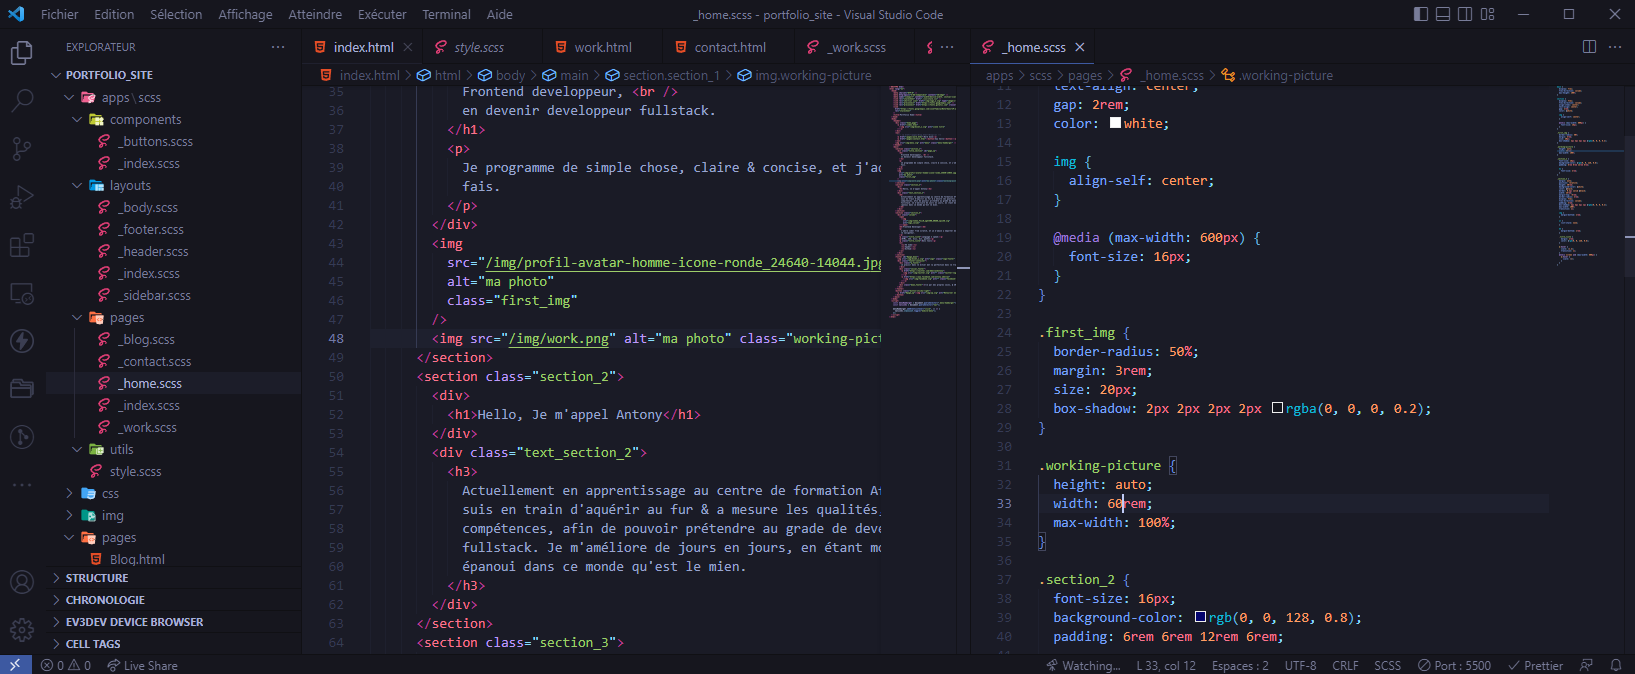 Fichier Edition Sélection Affichage Atteindre Exécuter Terminal Aide
_home.scss - portfolio_site - Visual Studio Code
EXPLORATEUR
PORTFOLIO_SITE
apps\scss
components
_buttons.scss
_index.scss
layouts
_body.scss
_footer.scss
_header.scss
_index.scss
_sidebar.scss
pages
_blog.scss
_contact.scss
_home.scss
_index.scss
_work.scss
utils
style.scss
css
img
pages
Blog.html
STRUCTURE
CHRONOLOGIE
EV3DEV DEVICE BROWSER
CELL TAGS
index.html style.scss work.html contact.html _work.scss
index.html > html > body > main > section.section_1 > img.working-picture
35 Frontend developpeur, <br />
36 en devenir developpeur fullstack.
37 </h1>
38 <p>
39 Je programme de simple chose, claire & concise, et j'ad
40 fais.
41 </p>
42 </div>
43 <img
44 src="/img/profil-avatar-homme-icone-ronde_24640-14044.jpg
45 alt="ma photo"
46 class="first_img"
47 />
48 <img src="/img/work.png" alt="ma photo" class="working-pict
49 </section>
50 <section class="section_2">
51 <div>
52 <h1>Hello, Je m'appel Antony</h1>
53 </div>
54 <div class="text_section_2">
55 <h3>
56 Actuellement en apprentissage au centre de formation Af
57 suis en train d'aquérir au fur & a mesure les qualités,
58 compétences, afin de pouvoir prétendre au grade de deve
59 fullstack. Je m'améliore de jours en jours, en étant mo
60 épanoui dans ce monde qu'est le mien.
61 </h3>
62 </div>
63 </section>
64 <section class="section_3">
_home.scss
apps > scss > pages > _home.scss > .working-picture
11 text-align: center;
12 gap: 2rem;
13 color: white;
14
15 img {
16 align-self: center;
17 }
18
19 @media (max-width: 600px) {
20 font-size: 16px;
21 }
22 }
23
24 .first_img {
25 border-radius: 50%;
26 margin: 3rem;
27 size: 20px;
28 box-shadow: 2px 2px 2px 2px rgba(0, 0, 0, 0.2);
29 }
30
31 .working-picture {
32 height: auto;
33 width: 60rem;
34 max-width: 100%;
35 }
36
37 .section_2 {
38 font-size: 16px;
39 background-color: rgb(0, 0, 128, 0.8);
40 padding: 6rem 6rem 12rem 6rem;
0 0 Live Share
Watching... L 33, col 12 Espaces : 2 UTF-8 CRLF SCSS Port : 5500 Prettier